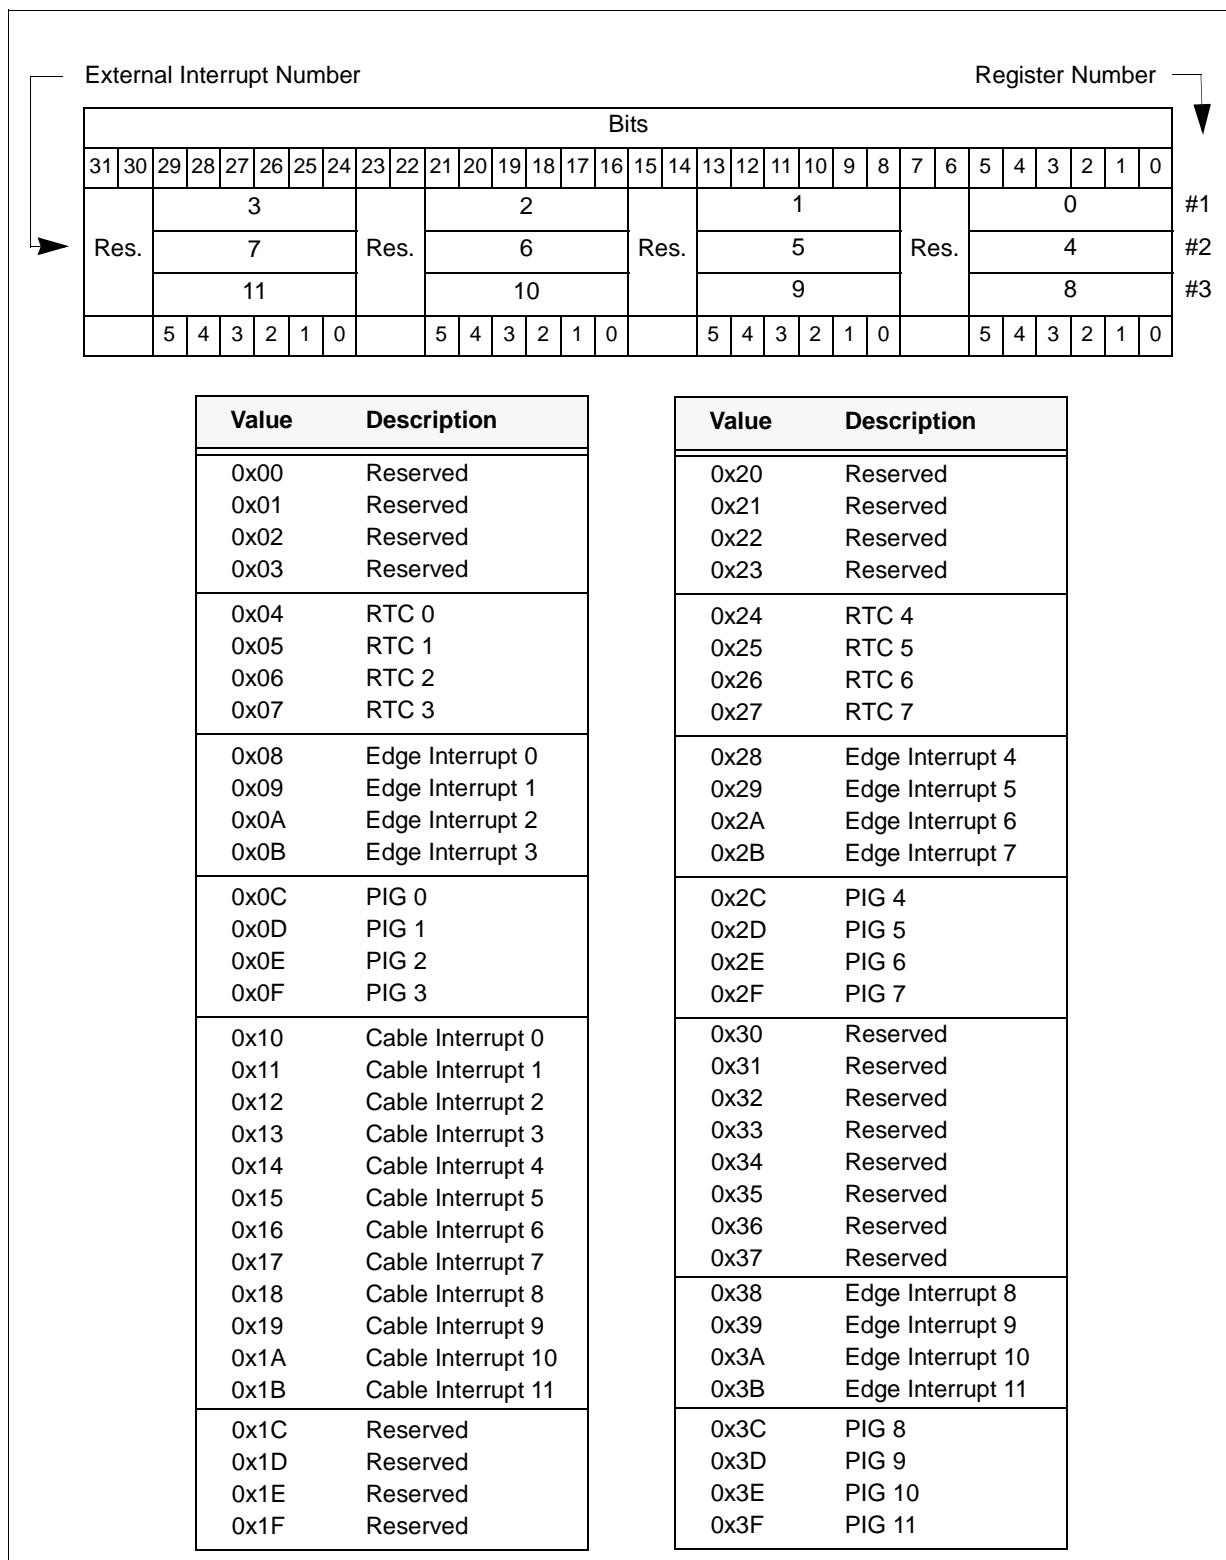 External Interrupt Number Register Number
Bits
31 30 29 28 27 26 25 24 23 22 21 20 19 18 17 16 15 14 13 12 11 10 9 8 7 6 5 4 3 2 1 0
3 2 1 0 #1
Res. 7 Res. 6 Res. 5 Res. 4 #2
11 10 9 8 #3
5 4 3 2 1 0 5 4 3 2 1 0 5 4 3 2 1 0 5 4 3 2 1 0
Value Description
0x00 Reserved
0x01 Reserved
0x02 Reserved
0x03 Reserved
0x04 RTC 0
0x05 RTC 1
0x06 RTC 2
0x07 RTC 3
0x08 Edge Interrupt 0
0x09 Edge Interrupt 1
0x0A Edge Interrupt 2
0x0B Edge Interrupt 3
0x0C PIG 0
0x0D PIG 1
0x0E PIG 2
0x0F PIG 3
0x10 Cable Interrupt 0
0x11 Cable Interrupt 1
0x12 Cable Interrupt 2
0x13 Cable Interrupt 3
0x14 Cable Interrupt 4
0x15 Cable Interrupt 5
0x16 Cable Interrupt 6
0x17 Cable Interrupt 7
0x18 Cable Interrupt 8
0x19 Cable Interrupt 9
0x1A Cable Interrupt 10
0x1B Cable Interrupt 11
0x1C Reserved
0x1D Reserved
0x1E Reserved
0x1F Reserved
Value Description
0x20 Reserved
0x21 Reserved
0x22 Reserved
0x23 Reserved
0x24 RTC 4
0x25 RTC 5
0x26 RTC 6
0x27 RTC 7
0x28 Edge Interrupt 4
0x29 Edge Interrupt 5
0x2A Edge Interrupt 6
0x2B Edge Interrupt 7
0x2C PIG 4
0x2D PIG 5
0x2E PIG 6
0x2F PIG 7
0x30 Reserved
0x31 Reserved
0x32 Reserved
0x33 Reserved
0x34 Reserved
0x35 Reserved
0x36 Reserved
0x37 Reserved
0x38 Edge Interrupt 8
0x39 Edge Interrupt 9
0x3A Edge Interrupt 10
0x3B Edge Interrupt 11
0x3C PIG 8
0x3D PIG 9
0x3E PIG 10
0x3F PIG 11